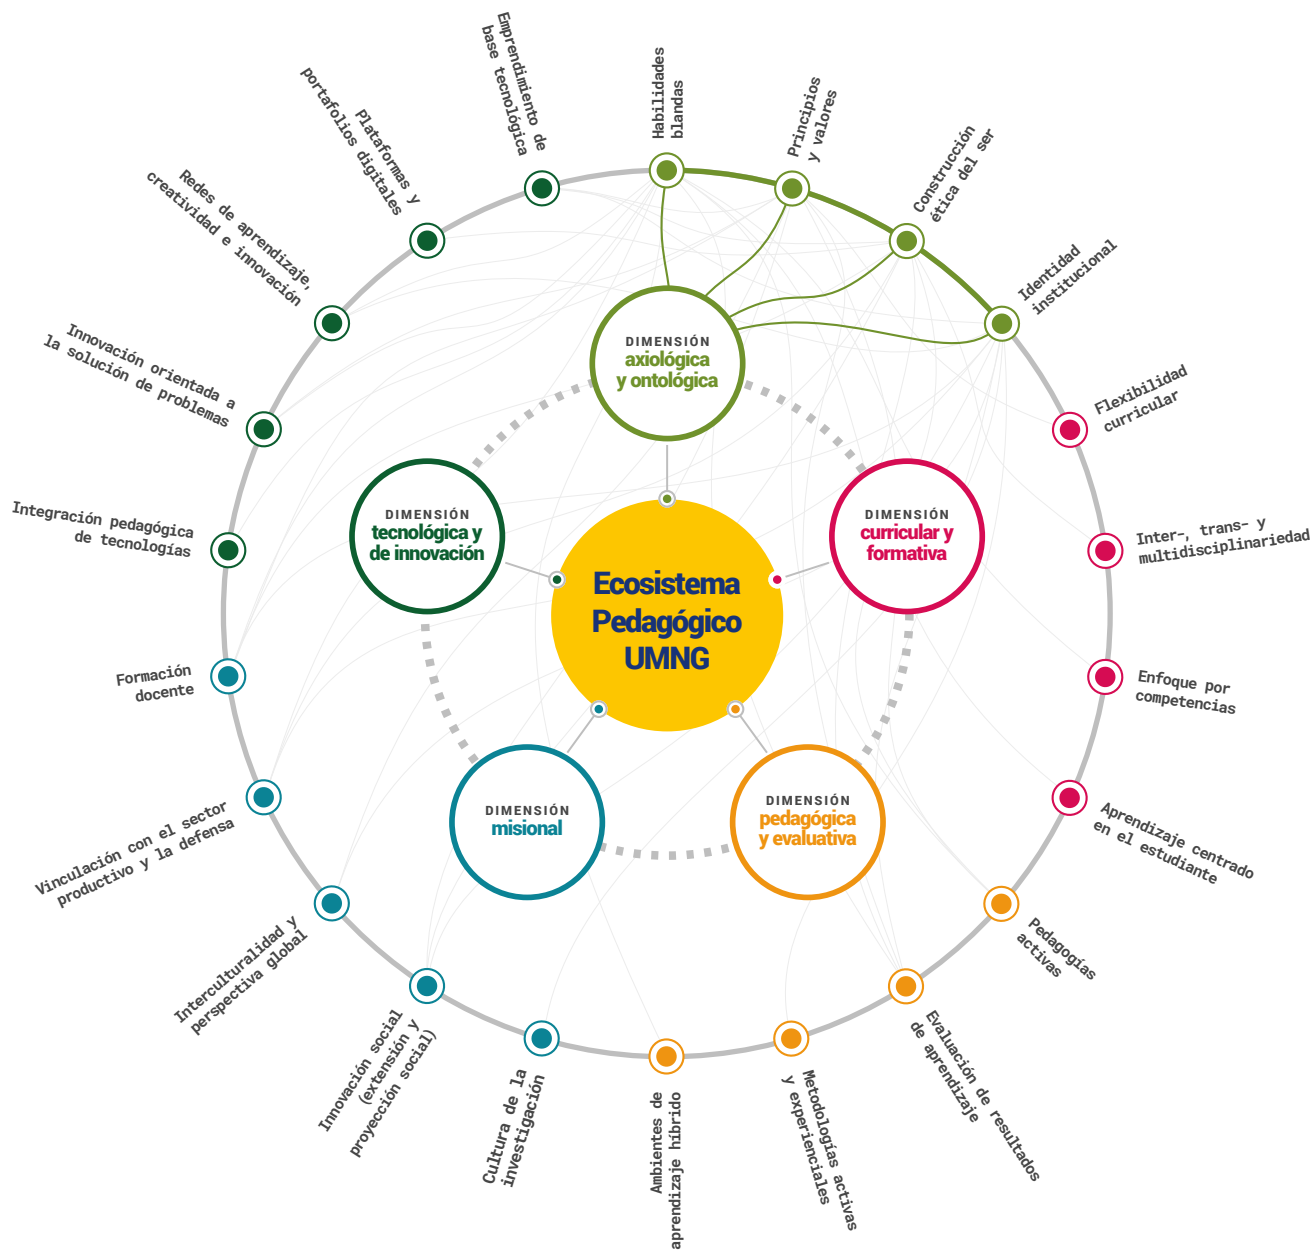 Emprendimiento de
base tecnológica
Habilidades
blandas
Principios
y valores
Construcción
ética del ser
Identidad
institucional
Flexibilidad
curricular
Inter-, trans- y
multidisciplinariedad
Enfoque por
competencias
Aprendizaje centrado
en el estudiante
Pedagogías
activas
Evaluación de resultados
de aprendizaje
Metodologías activas
y experienciales
Ambientes de
aprendizaje híbrido
Cultura de la
investigación
Innovación social
(extensión y
proyección social)
Interculturalidad y
perspectiva global
Vinculación con el sector
productivo y la defensa
Formación
docente
Integración pedagógica
de tecnologías
Innovación orientada a
la solución de problemas
Redes de aprendizaje,
creatividad e innovación
Plataformas y
portafolios digitales
DIMENSIÓN
axiológica
y ontológica
DIMENSIÓN
tecnológica y
de innovación
DIMENSIÓN
curricular y
formativa
Ecosistema
Pedagógico
UMNG
DIMENSIÓN
misional
DIMENSIÓN
pedagógica
y evaluativa